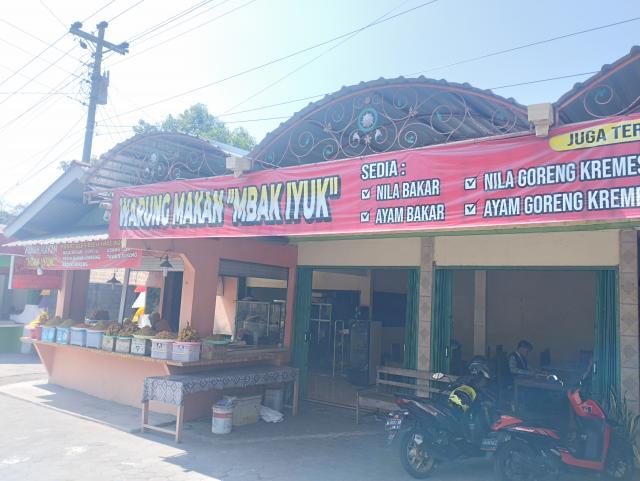 WARUNG MAKAN "MBAK IYUK"
SEDIA :
NILA BAKAR
AYAM BAKAR
NILA GORENG KREMES
AYAM GORENG KREME
JUGA TER